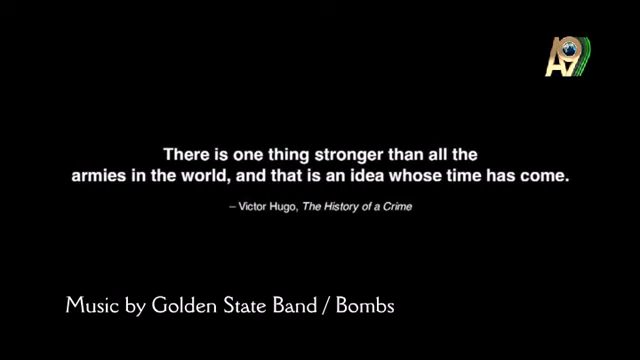 A9
There is one thing stronger than all the
armies in the world, and that is an idea whose time has come.
– Victor Hugo, The History of a Crime
Music by Golden State Band / Bombs